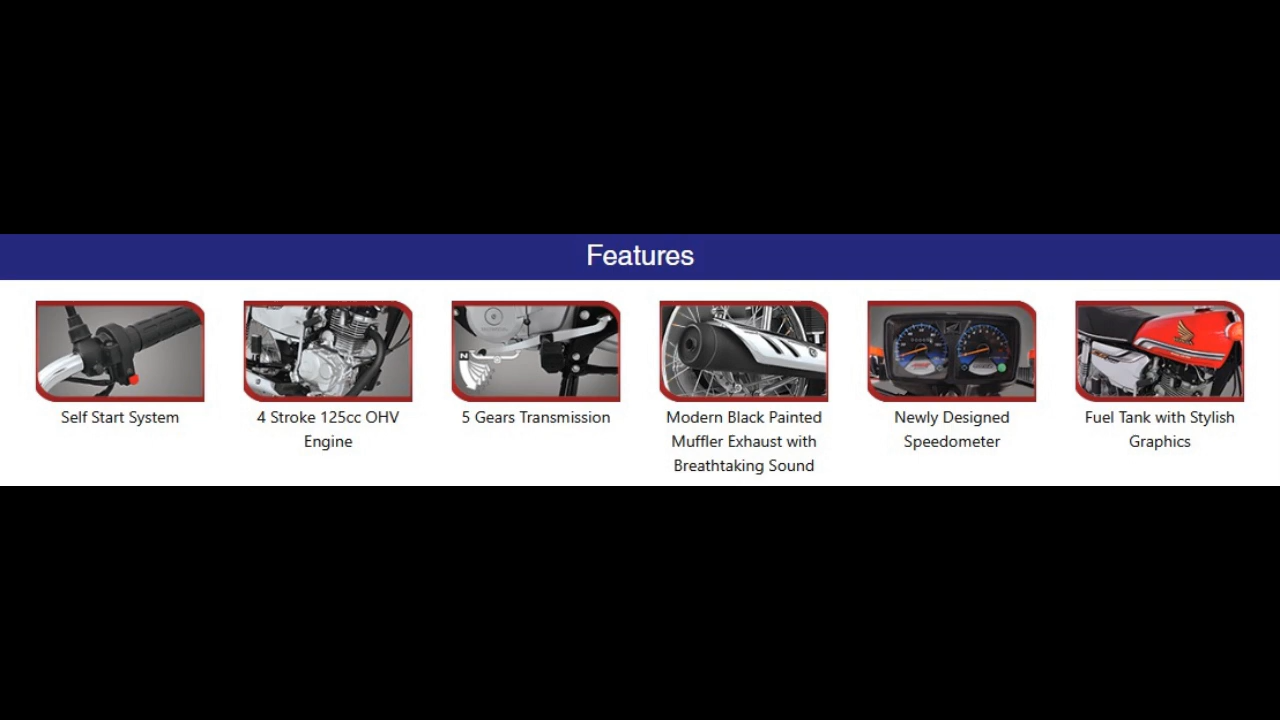 Features
Self Start System
4 Stroke 125cc OHV
Engine
N
5 Gears Transmission
Modern Black Painted
Muffler Exhaust with
Breathtaking Sound
Newly Designed
Speedometer
Fuel Tank with Stylish
Graphics